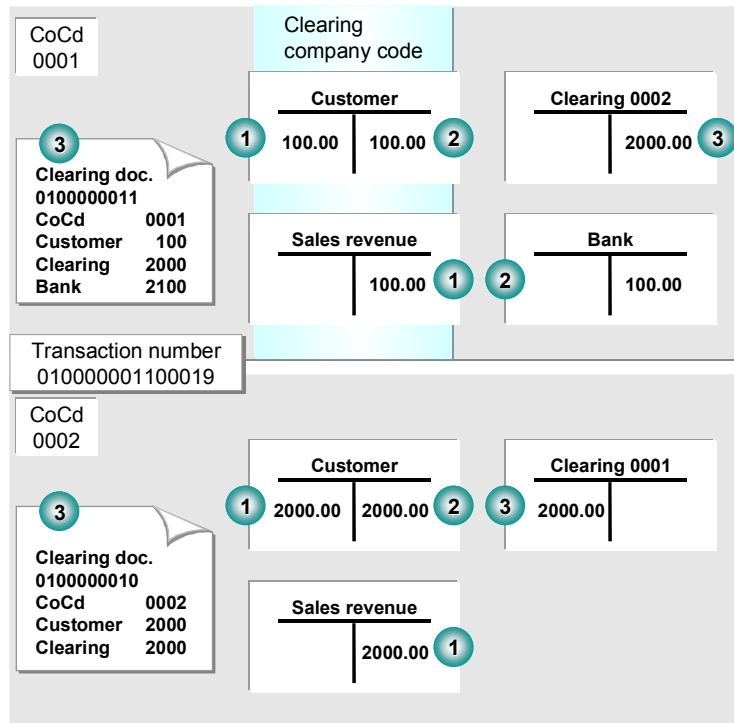 CoCd
0001
Clearing
company code
Customer
1 100.00 100.00 2
Clearing 0002
2000.00 3
3
Clearing doc.
0100000011
CoCd 0001
Customer 100
Clearing 2000
Bank 2100
Sales revenue
100.00 1
Bank
2 100.00
Transaction number
010000001100019
CoCd
0002
Customer
1 2000.00 2000.00 2
Clearing 0001
3 2000.00
3
Clearing doc.
0100000010
CoCd 0002
Customer 2000
Clearing 2000
Sales revenue
2000.00 1